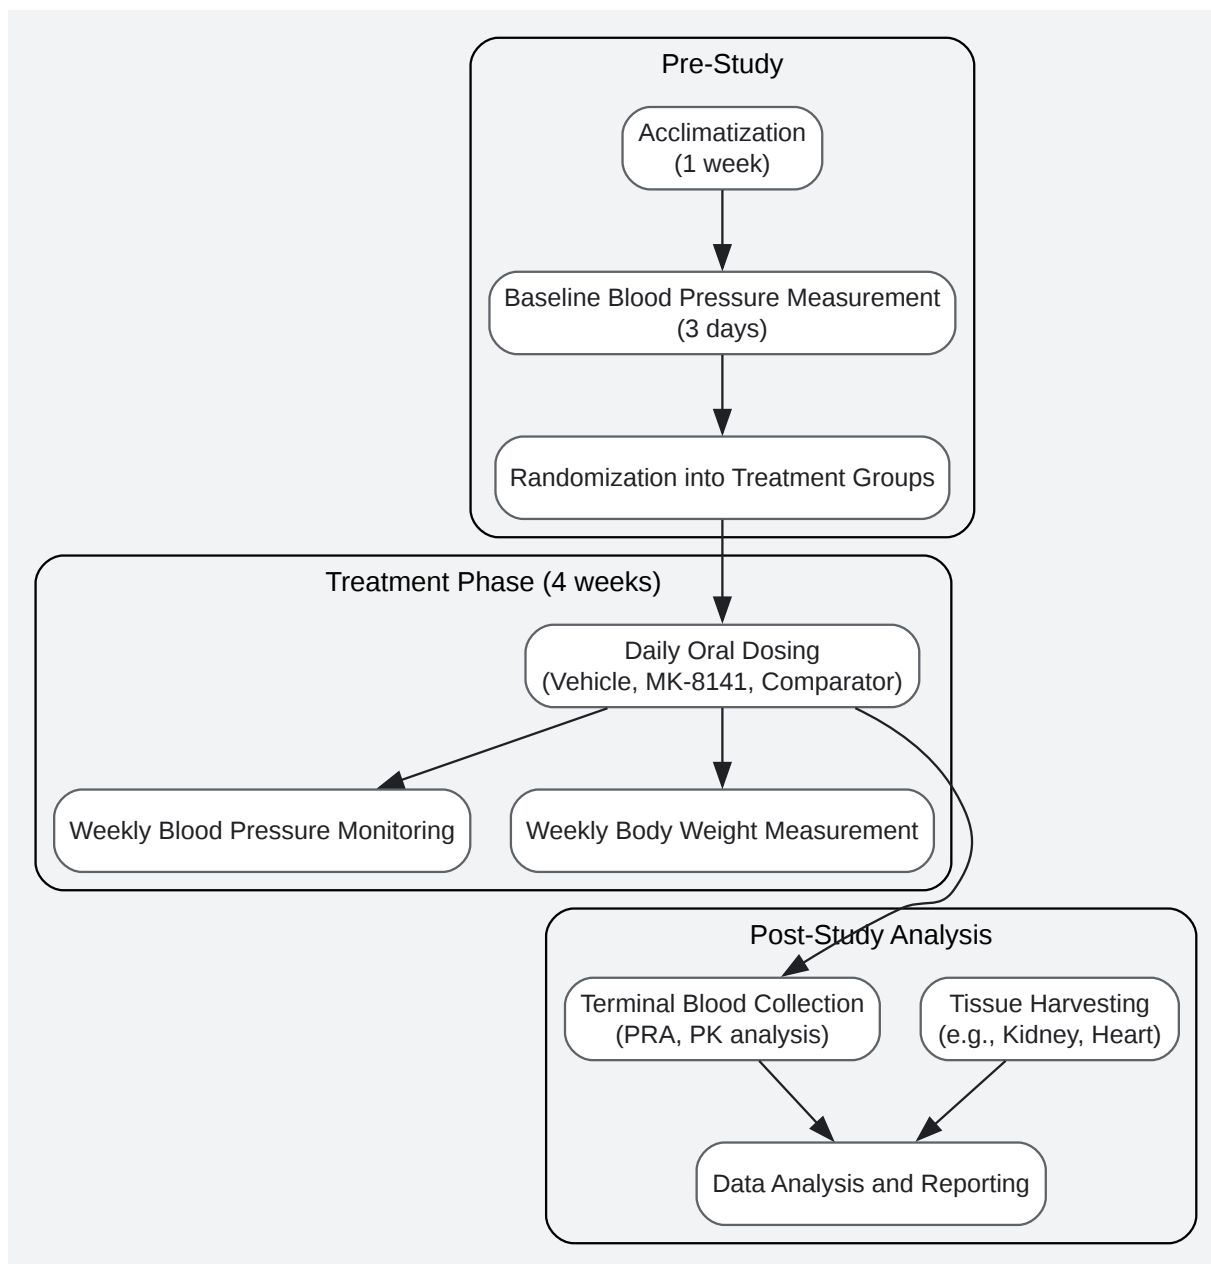 Pre-Study
Acclimatization
(1 week)
Baseline Blood Pressure Measurement
(3 days)
Randomization into Treatment Groups
Treatment Phase (4 weeks)
Daily Oral Dosing
(Vehicle, MK-8141, Comparator)
Weekly Blood Pressure Monitoring
Weekly Body Weight Measurement
Post-Study Analysis
Terminal Blood Collection
(PRA, PK analysis)
Tissue Harvesting
(e.g., Kidney, Heart)
Data Analysis and Reporting